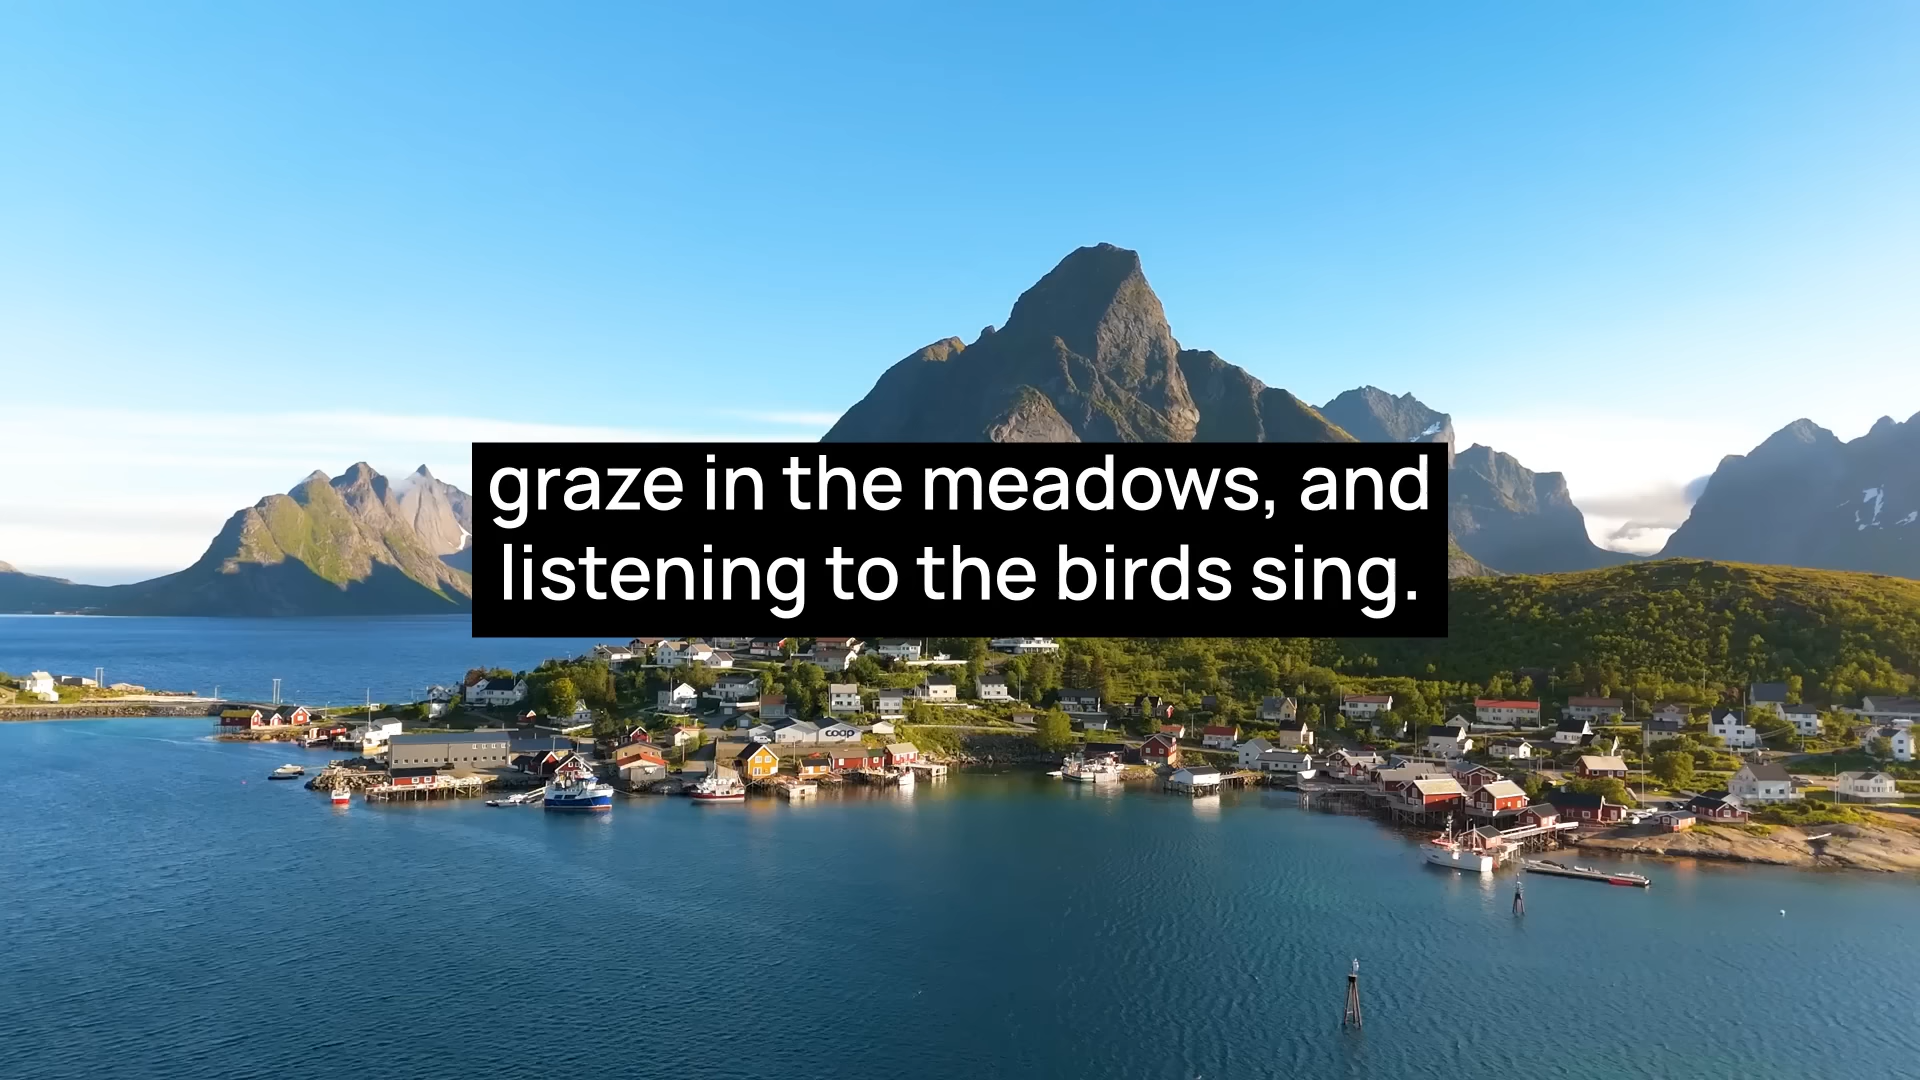 graze in the meadows, and
listening to the birds sing.
coop